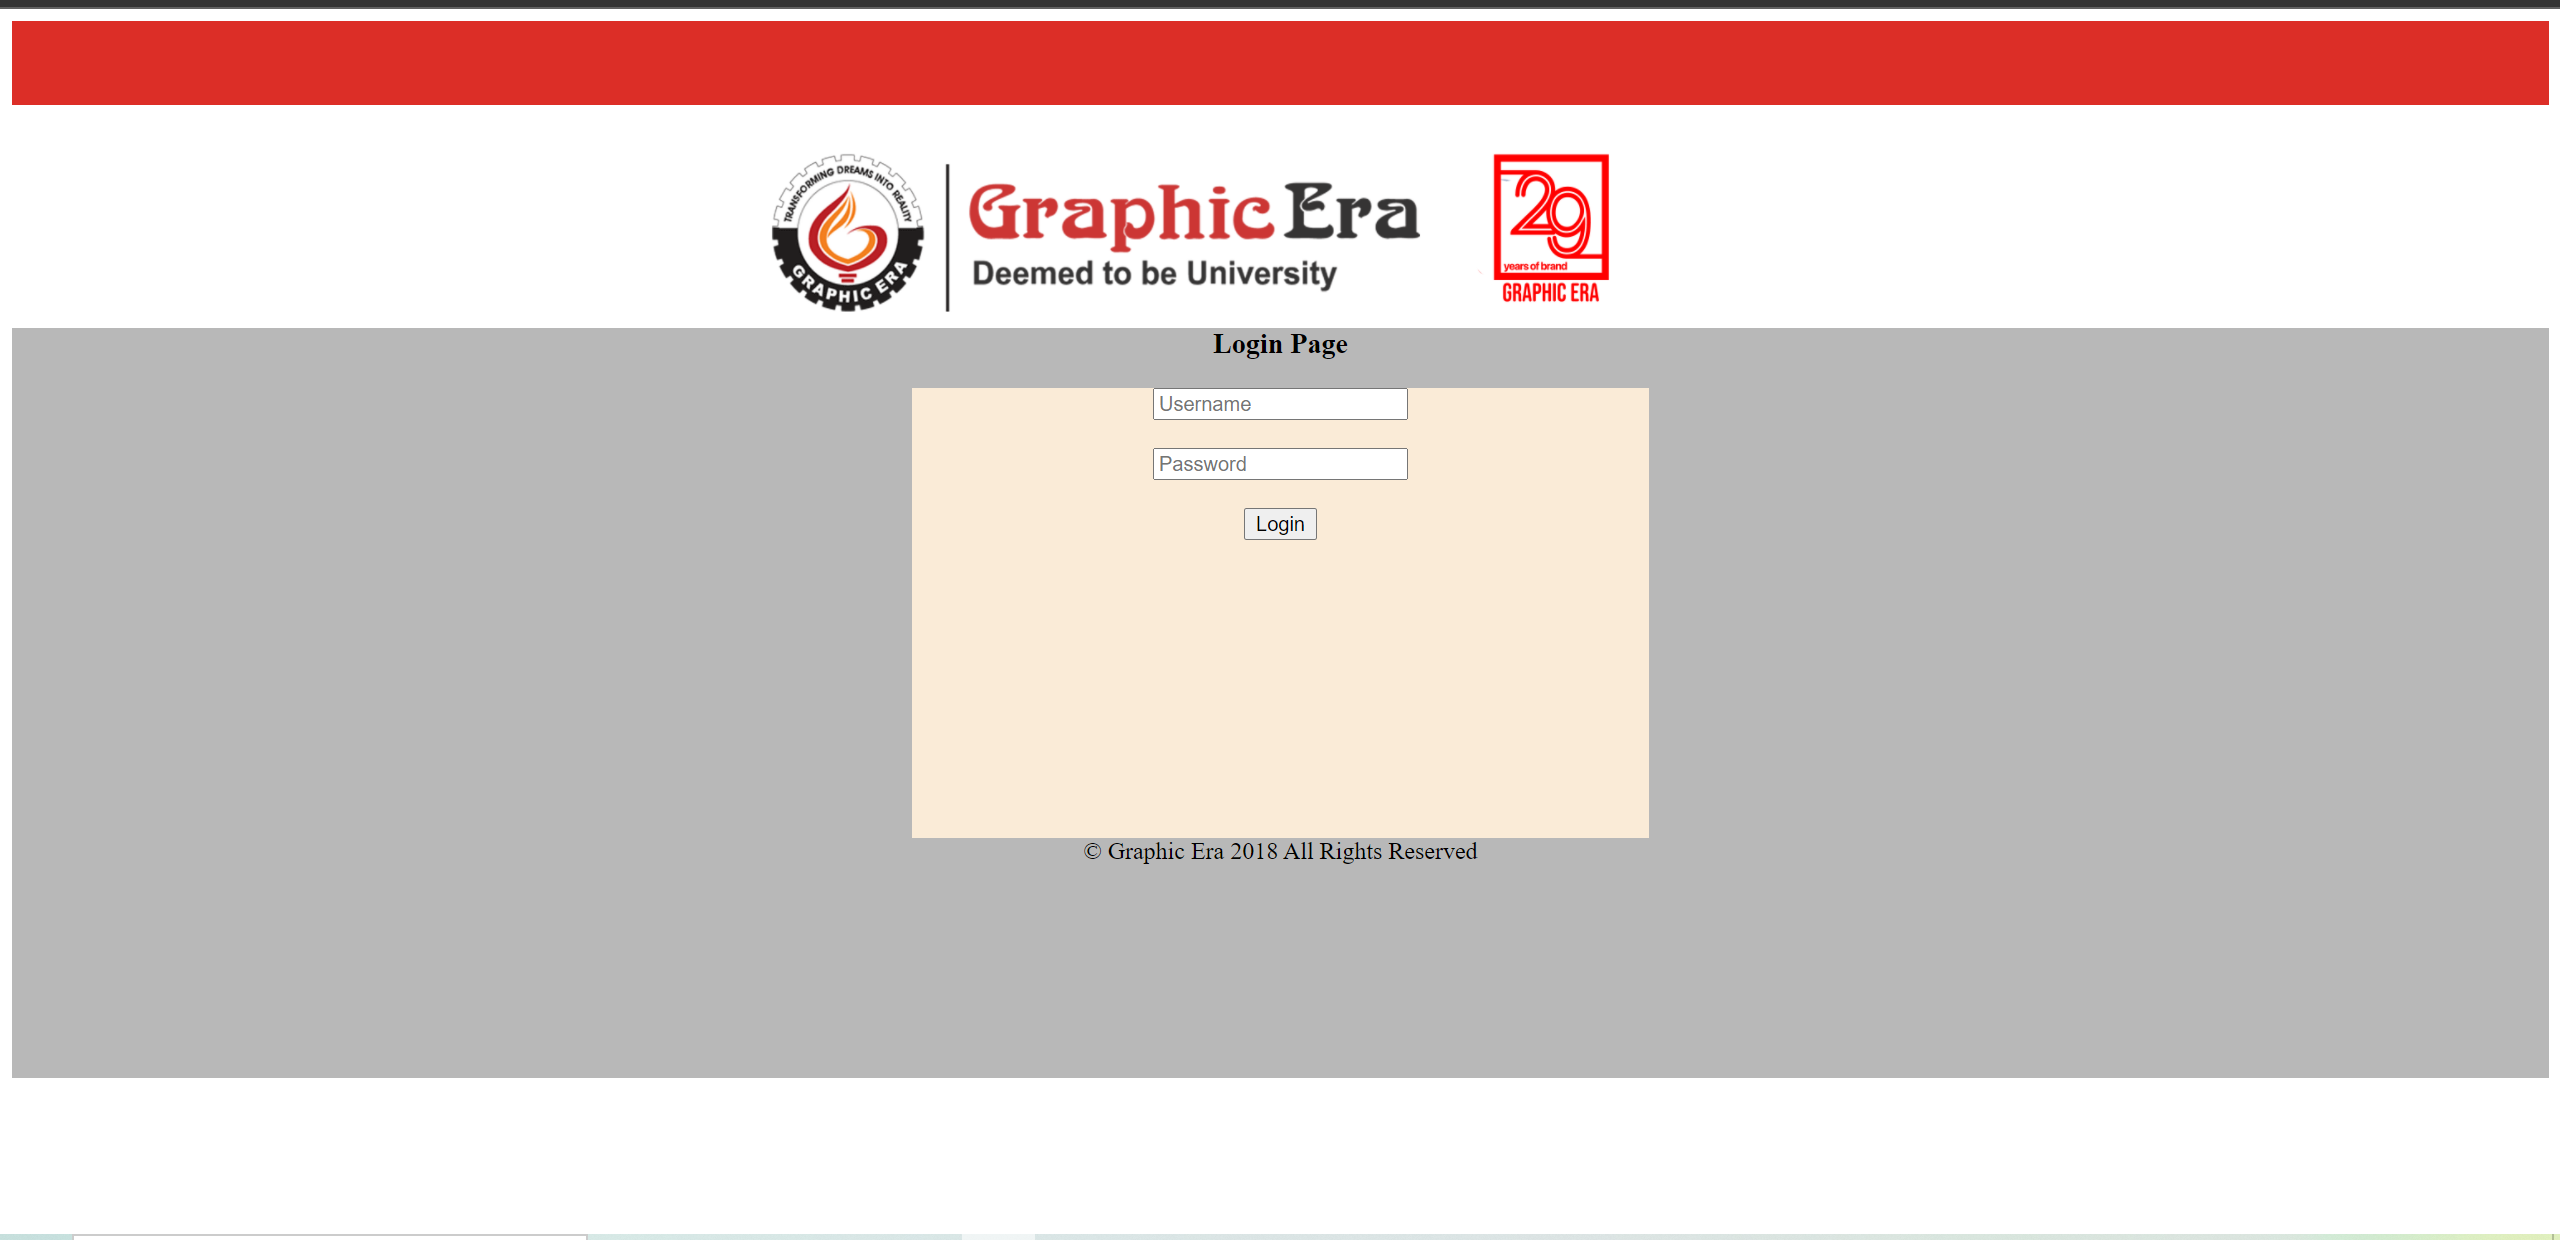 TRANSFORMING DREAMS INTO REALITY
GRAPHIC ERA
Graphic Era
Deemed to be University
29
years of brand
GRAPHIC ERA
Login Page
Username
Password
Login
© Graphic Era 2018 All Rights Reserved